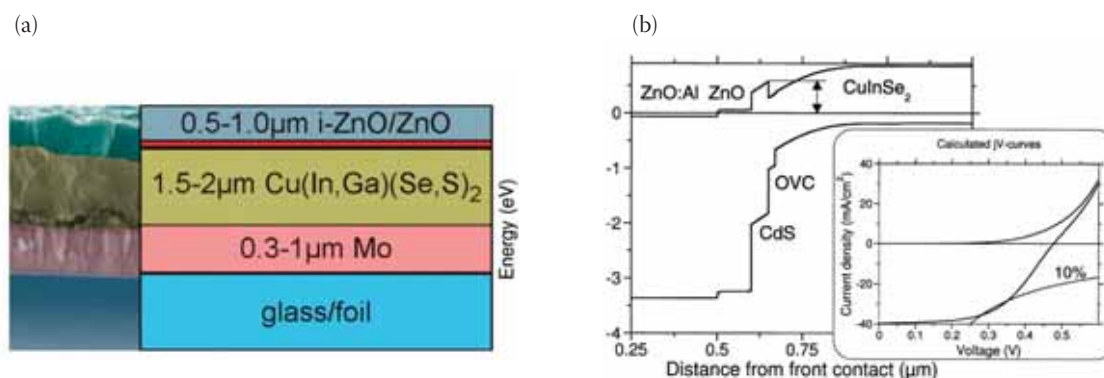 (a)
0.5-1.0μm i-ZnO/ZnO
1.5-2μm Cu(In,Ga)(Se,S)2
0.3-1μm Mo
glass/foil
(b)
Energy (eV)
0
-1
-2
-3
-4
0.25 0.5 0.75
Distance from front contact (μm)
ZnO:Al ZnO CuInSe2
OVC
CdS
Calculated jV-curves
Current density (mA/cm2)
40
20
0
-20
-40
10%
0 0.1 0.2 0.3 0.4 0.5
Voltage (V)